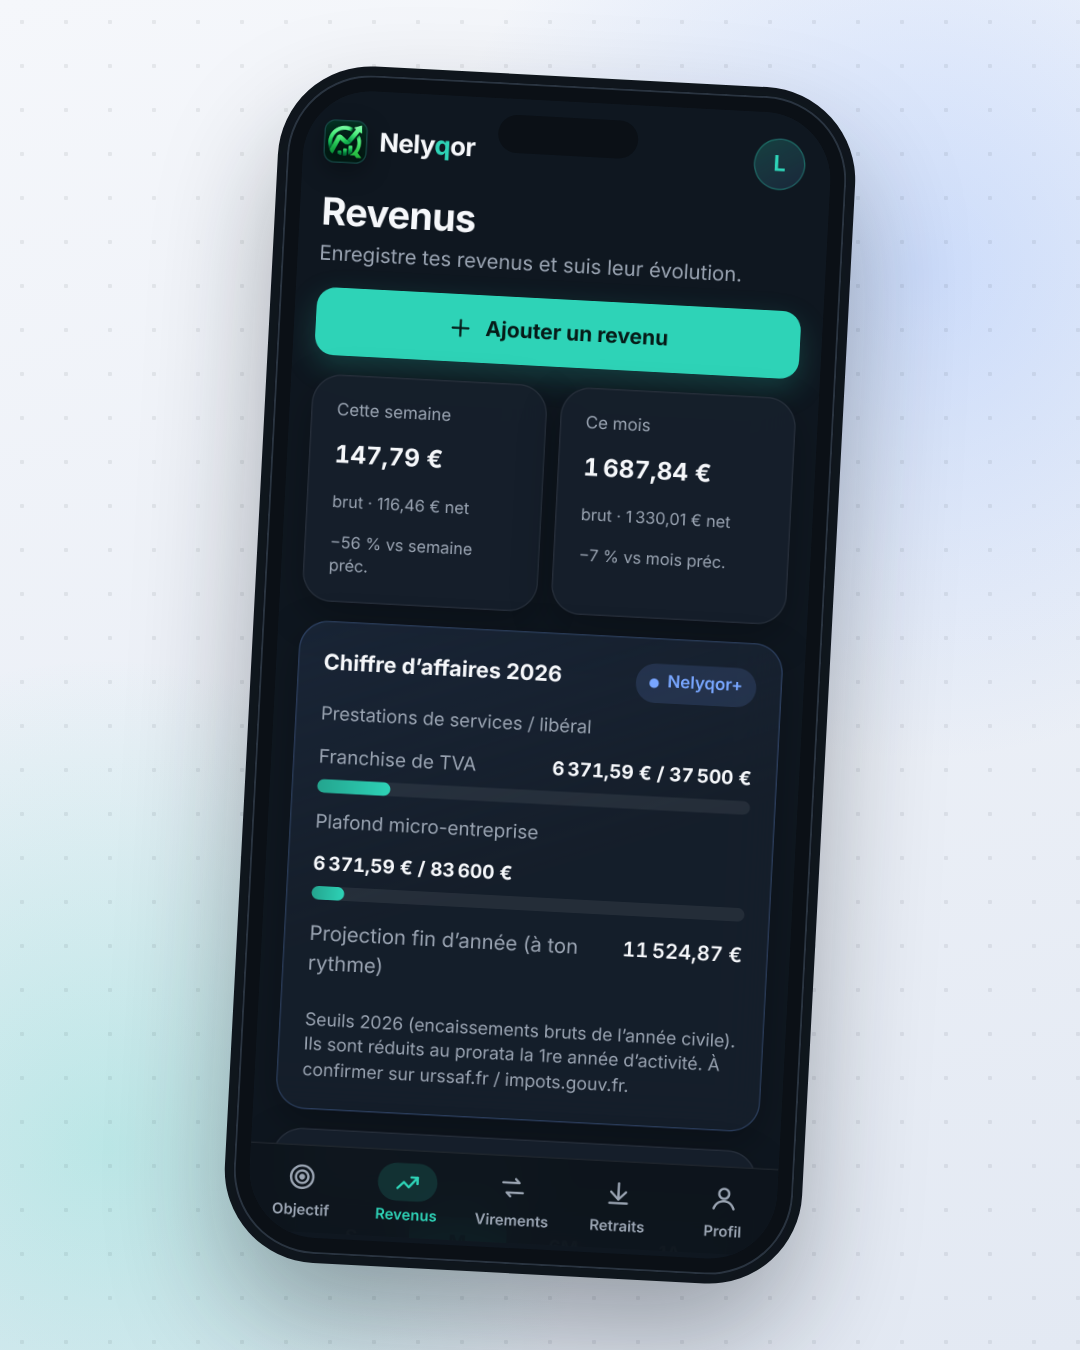 Nelyqor
L
Revenus
Enregistre tes revenus et suis leur évolution.
+ Ajouter un revenu
Cette semaine
147,79 €
brut · 116,46 € net
−56 % vs semaine
préc.
Ce mois
1 687,84 €
brut · 1 330,01 € net
−7 % vs mois préc.
Chiffre d’affaires 2026
Nelyqor+
Prestations de services / libéral
Franchise de TVA 6 371,59 € / 37 500 €
Plafond micro-entreprise
6 371,59 € / 83 600 €
Projection fin d’année (à ton 11 524,87 €
rythme)
Seuils 2026 (encaissements bruts de l’année civile).
Ils sont réduits au prorata la 1re année d’activité. À
confirmer sur urssaf.fr / impots.gouv.fr.
Objectif Revenus Virements Retraits Profil